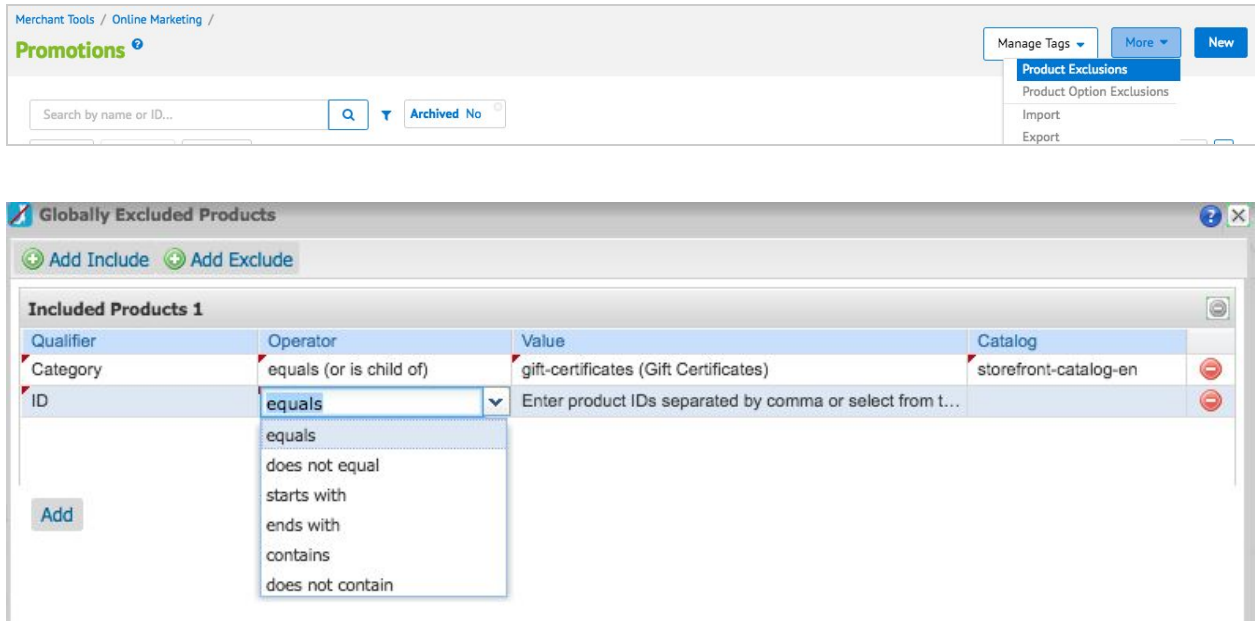 Merchant Tools / Online Marketing /
Promotions ?
Manage Tags More New
Product Exclusions
Product Option Exclusions
Import
Export
Search by name or ID...
Archived No
Globally Excluded Products ?
Add Include Add Exclude
Included Products 1
Qualifier Operator Value Catalog
Category equals (or is child of) gift-certificates (Gift Certificates) storefront-catalog-en
ID equals Enter product IDs separated by comma or select from t...
equals
does not equal
starts with
ends with
contains
does not contain
Add